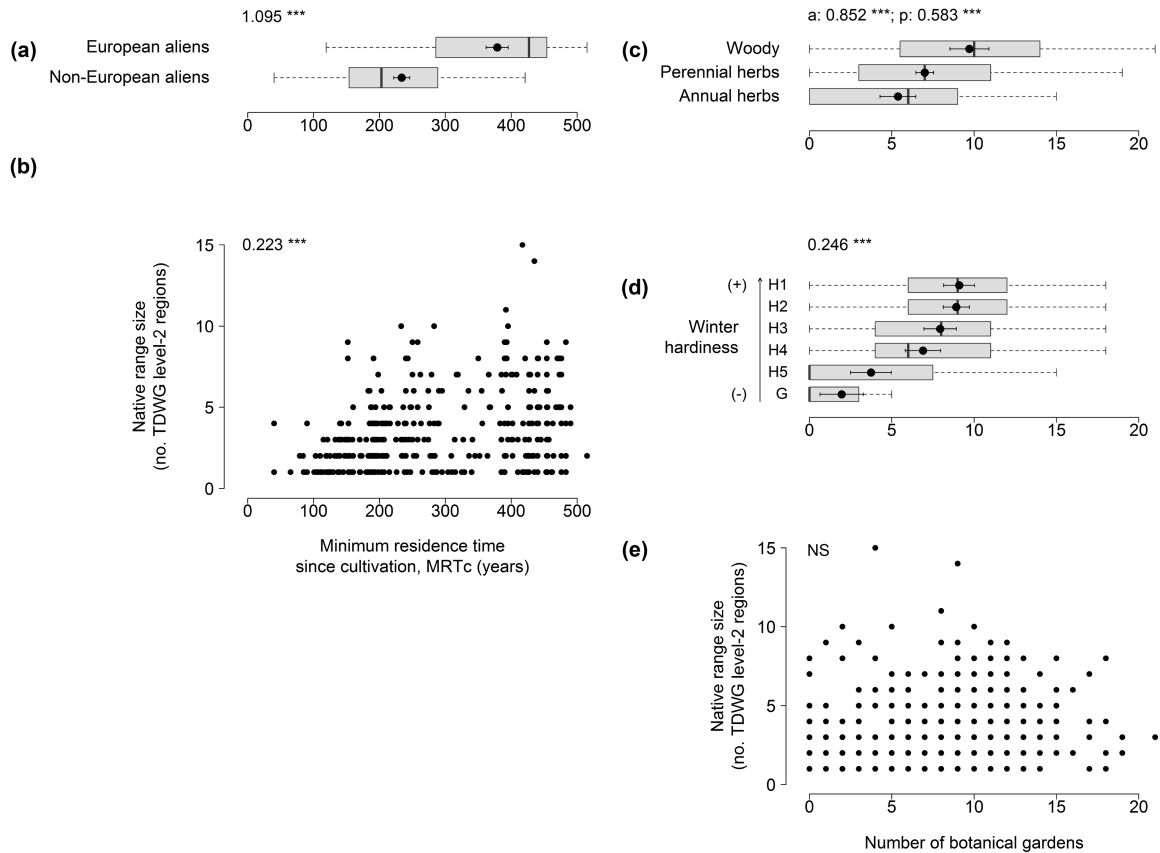 (a)
1.095 ***
European aliens
Non-European aliens
0 100 200 300 400 500
(b)
0.223 ***
Native range size
(no. TDWG level-2 regions)
15
10
5
0
0 100 200 300 400 500
Minimum residence time
since cultivation, MRTc (years)
(c)
a: 0.852 ***; p: 0.583 ***
Woody
Perennial herbs
Annual herbs
0 5 10 15 20
(d)
0.246 ***
Winter
hardiness
(+)
(-)
H1
H2
H3
H4
H5
G
0 5 10 15 20
(e)
NS
Native range size
(no. TDWG level-2 regions)
15
10
5
0
0 5 10 15 20
Number of botanical gardens